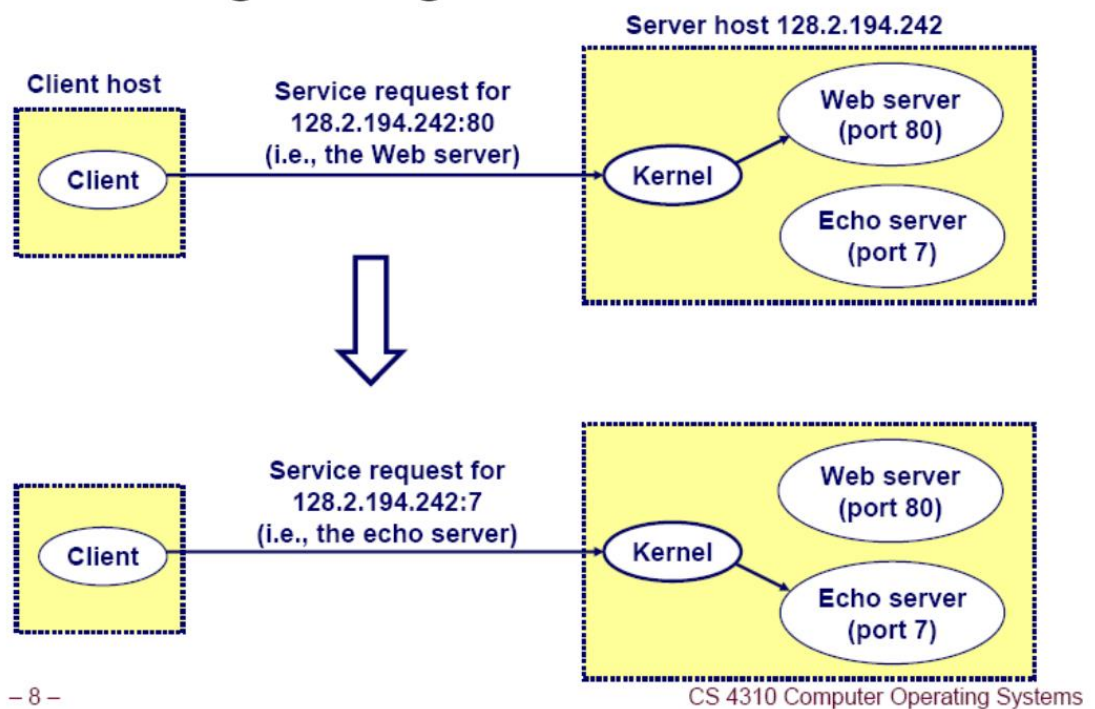 Server host 128.2.194.242
Client host
Service request for
128.2.194.242:80
(i.e., the Web server)
Client
Kernel
Web server
(port 80)
Echo server
(port 7)
Service request for
128.2.194.242:7
(i.e., the echo server)
Client
Kernel
Web server
(port 80)
Echo server
(port 7)
– 8 –
CS 4310 Computer Operating Systems